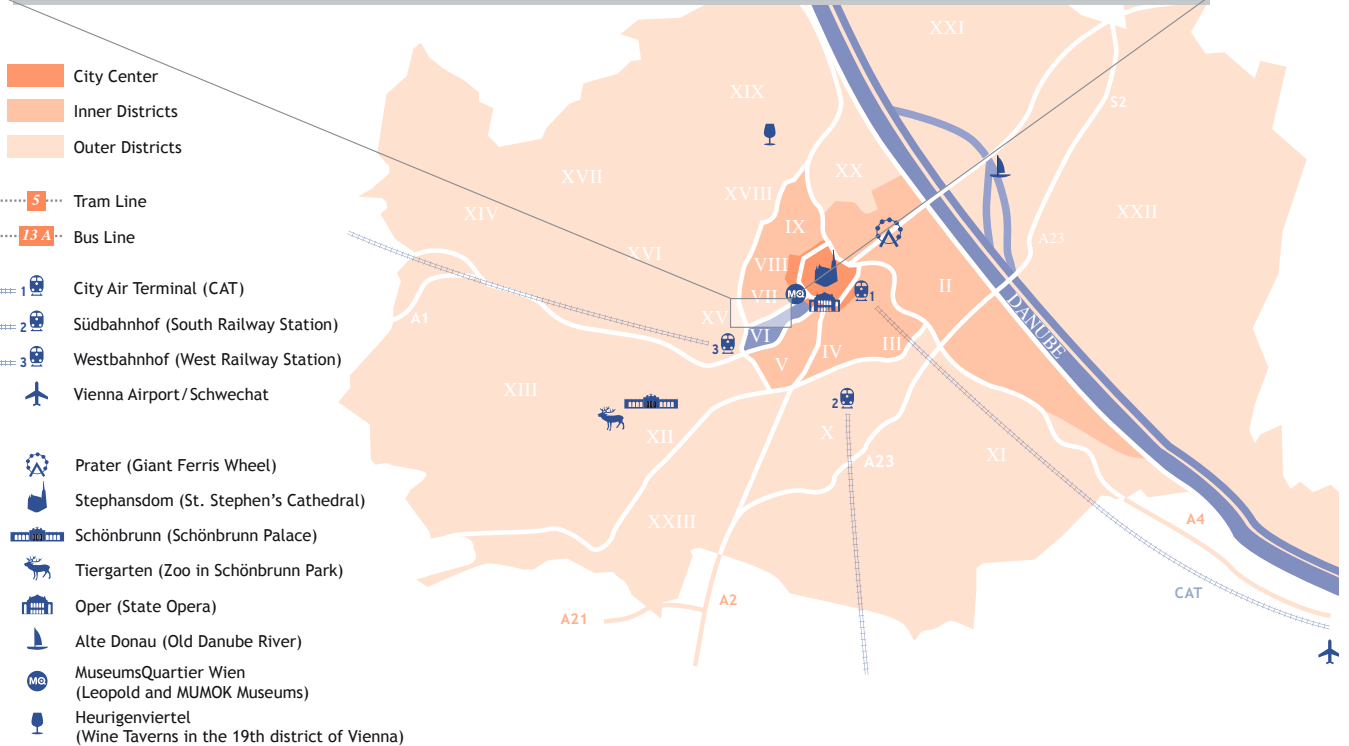 City Center
Inner Districts
Outer Districts
5 Tram Line
13 A Bus Line
1 City Air Terminal (CAT)
2 Südbahnhof (South Railway Station)
3 Westbahnhof (West Railway Station)
Vienna Airport/Schwechat
Prater (Giant Ferris Wheel)
Stephansdom (St. Stephen's Cathedral)
Schönbrunn (Schönbrunn Palace)
Tiergarten (Zoo in Schönbrunn Park)
Oper (State Opera)
Alte Donau (Old Danube River)
MQ MuseumsQuartier Wien
(Leopold and MUMOK Museums)
Heurigenviertel
(Wine Taverns in the 19th district of Vienna)
XXI
XIX
S2
XX
XVII
XVIII
XIV
XXII
IX
XVI
A23
VIII
II
MQ
1
VII
XV
A1
DANUBE
VI
3
IV
III
V
XIII
2
XII
X
XI
A23
XXIII
A4
CAT
A2
A21